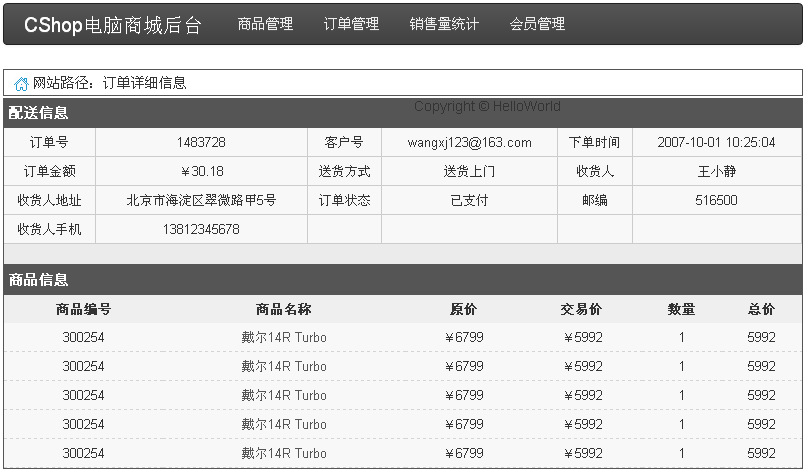 CShop电脑商城后台 商品管理 订单管理 销售量统计 会员管理
网站路径：订单详细信息
Copyright © HelloWorld
配送信息
订单号 1483728 客户号 wangxj123@163.com 下单时间 2007-10-01 10:25:04
订单金额 ￥30.18 送货方式 送货上门 收货人 王小静
收货人地址 北京市海淀区翠微路甲5号 订单状态 已支付 邮编 516500
收货人手机 13812345678
商品信息
商品编号 商品名称 原价 交易价 数量 总价
300254 戴尔14R Turbo ￥6799 ￥5992 1 5992
300254 戴尔14R Turbo ￥6799 ￥5992 1 5992
300254 戴尔14R Turbo ￥6799 ￥5992 1 5992
300254 戴尔14R Turbo ￥6799 ￥5992 1 5992
300254 戴尔14R Turbo ￥6799 ￥5992 1 5992